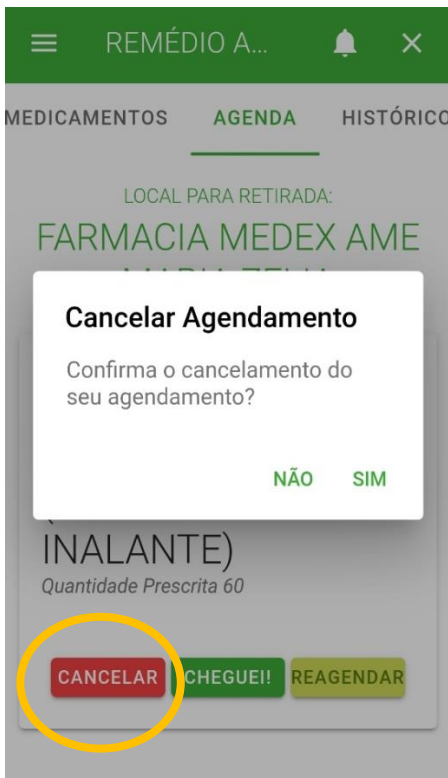 REMÉDIO A...
MEDICAMENTOS AGENDA HISTÓRICO
LOCAL PARA RETIRADA:
FARMACIA MEDEX AME
Cancelar Agendamento
Confirma o cancelamento do
seu agendamento?
NÃO SIM
INALANTE)
Quantidade Prescrita 60
CANCELAR CHEGUEI! REAGENDAR